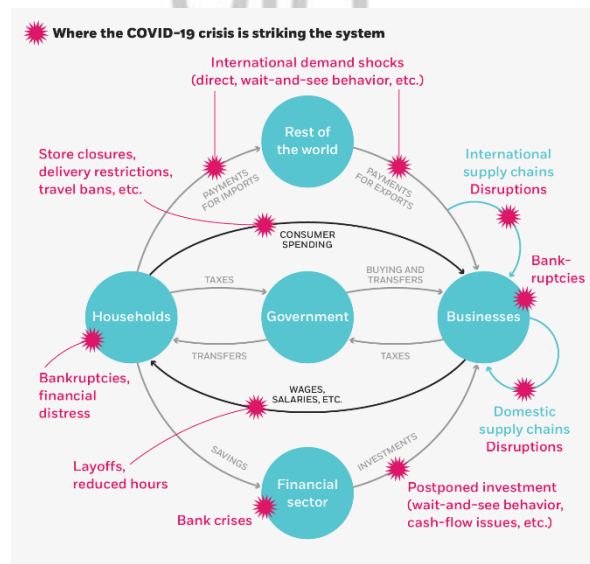 Where the COVID-19 crisis is striking the system
International demand shocks
(direct, wait-and-see behavior, etc.)
Rest of
the world
Store closures,
delivery restrictions,
travel bans, etc.
PAYMENTS
FOR IMPORTS
PAYMENTS
FOR EXPORTS
International
supply chains
Disruptions
CONSUMER
SPENDING
Bank-
ruptcies
TAXES
BUYING AND
TRANSFERS
Households
Government
Businesses
TRANSFERS
TAXES
Bankruptcies,
financial
distress
WAGES,
SALARIES, ETC.
Domestic
supply chains
Disruptions
Layoffs,
reduced hours
SAVINGS
INVESTMENTS
Financial
sector
Bank crises
Postponed investment
(wait-and-see behavior,
cash-flow issues, etc.)